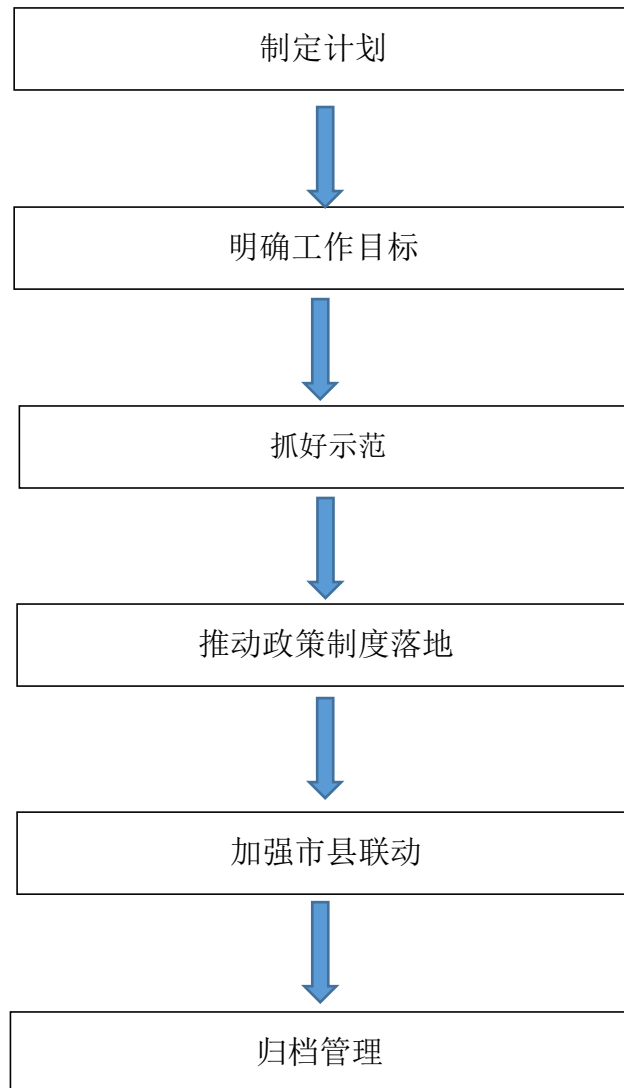 制定计划
明确工作目标
抓好示范
推动政策制度落地
加强市县联动
归档管理